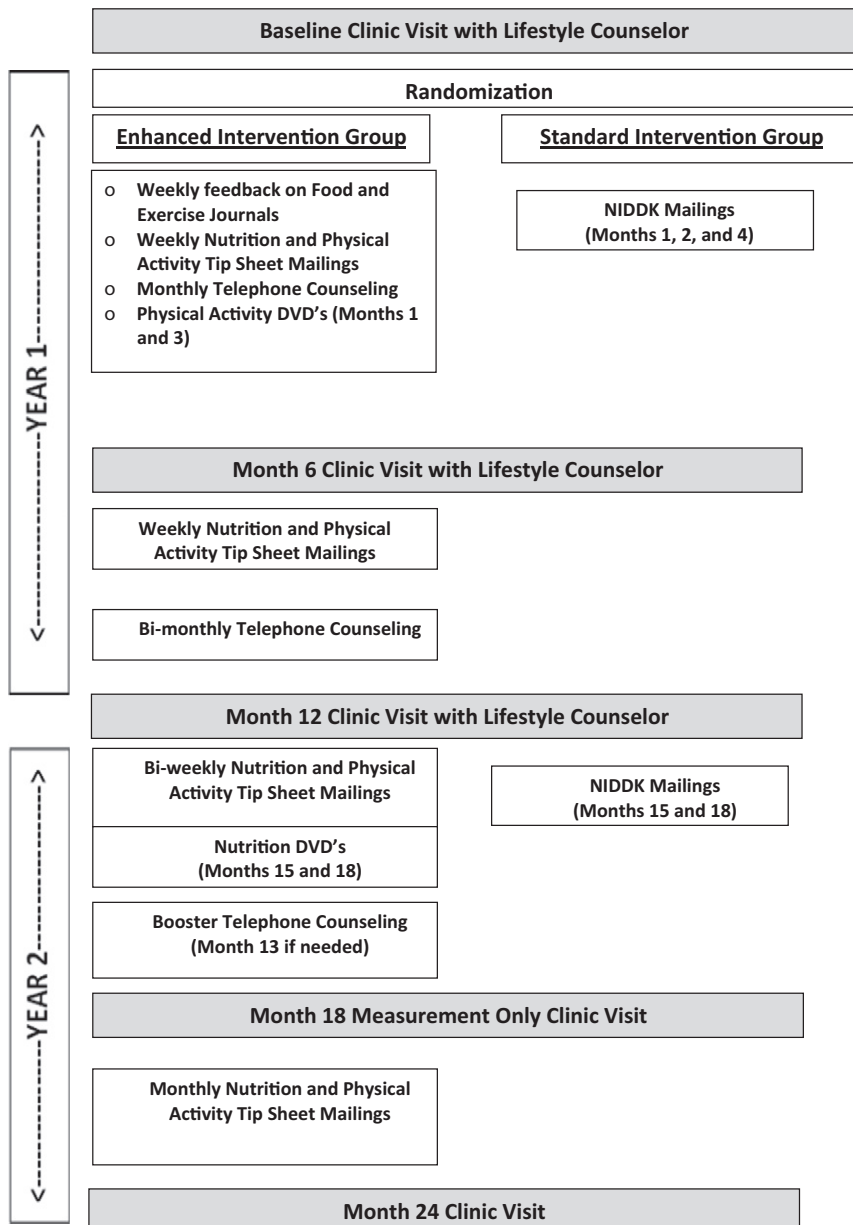 Baseline Clinic Visit with Lifestyle Counselor
Randomization
Enhanced Intervention Group
Standard Intervention Group
o Weekly feedback on Food and
Exercise Journals
o Weekly Nutrition and Physical
Activity Tip Sheet Mailings
o Monthly Telephone Counseling
o Physical Activity DVD's (Months 1
and 3)
NIDDK Mailings
(Months 1, 2, and 4)
YEAR 1
Month 6 Clinic Visit with Lifestyle Counselor
Weekly Nutrition and Physical
Activity Tip Sheet Mailings
Bi-monthly Telephone Counseling
Month 12 Clinic Visit with Lifestyle Counselor
Bi-weekly Nutrition and Physical
Activity Tip Sheet Mailings
NIDDK Mailings
(Months 15 and 18)
Nutrition DVD's
(Months 15 and 18)
Booster Telephone Counseling
(Month 13 if needed)
YEAR 2
Month 18 Measurement Only Clinic Visit
Monthly Nutrition and Physical
Activity Tip Sheet Mailings
Month 24 Clinic Visit